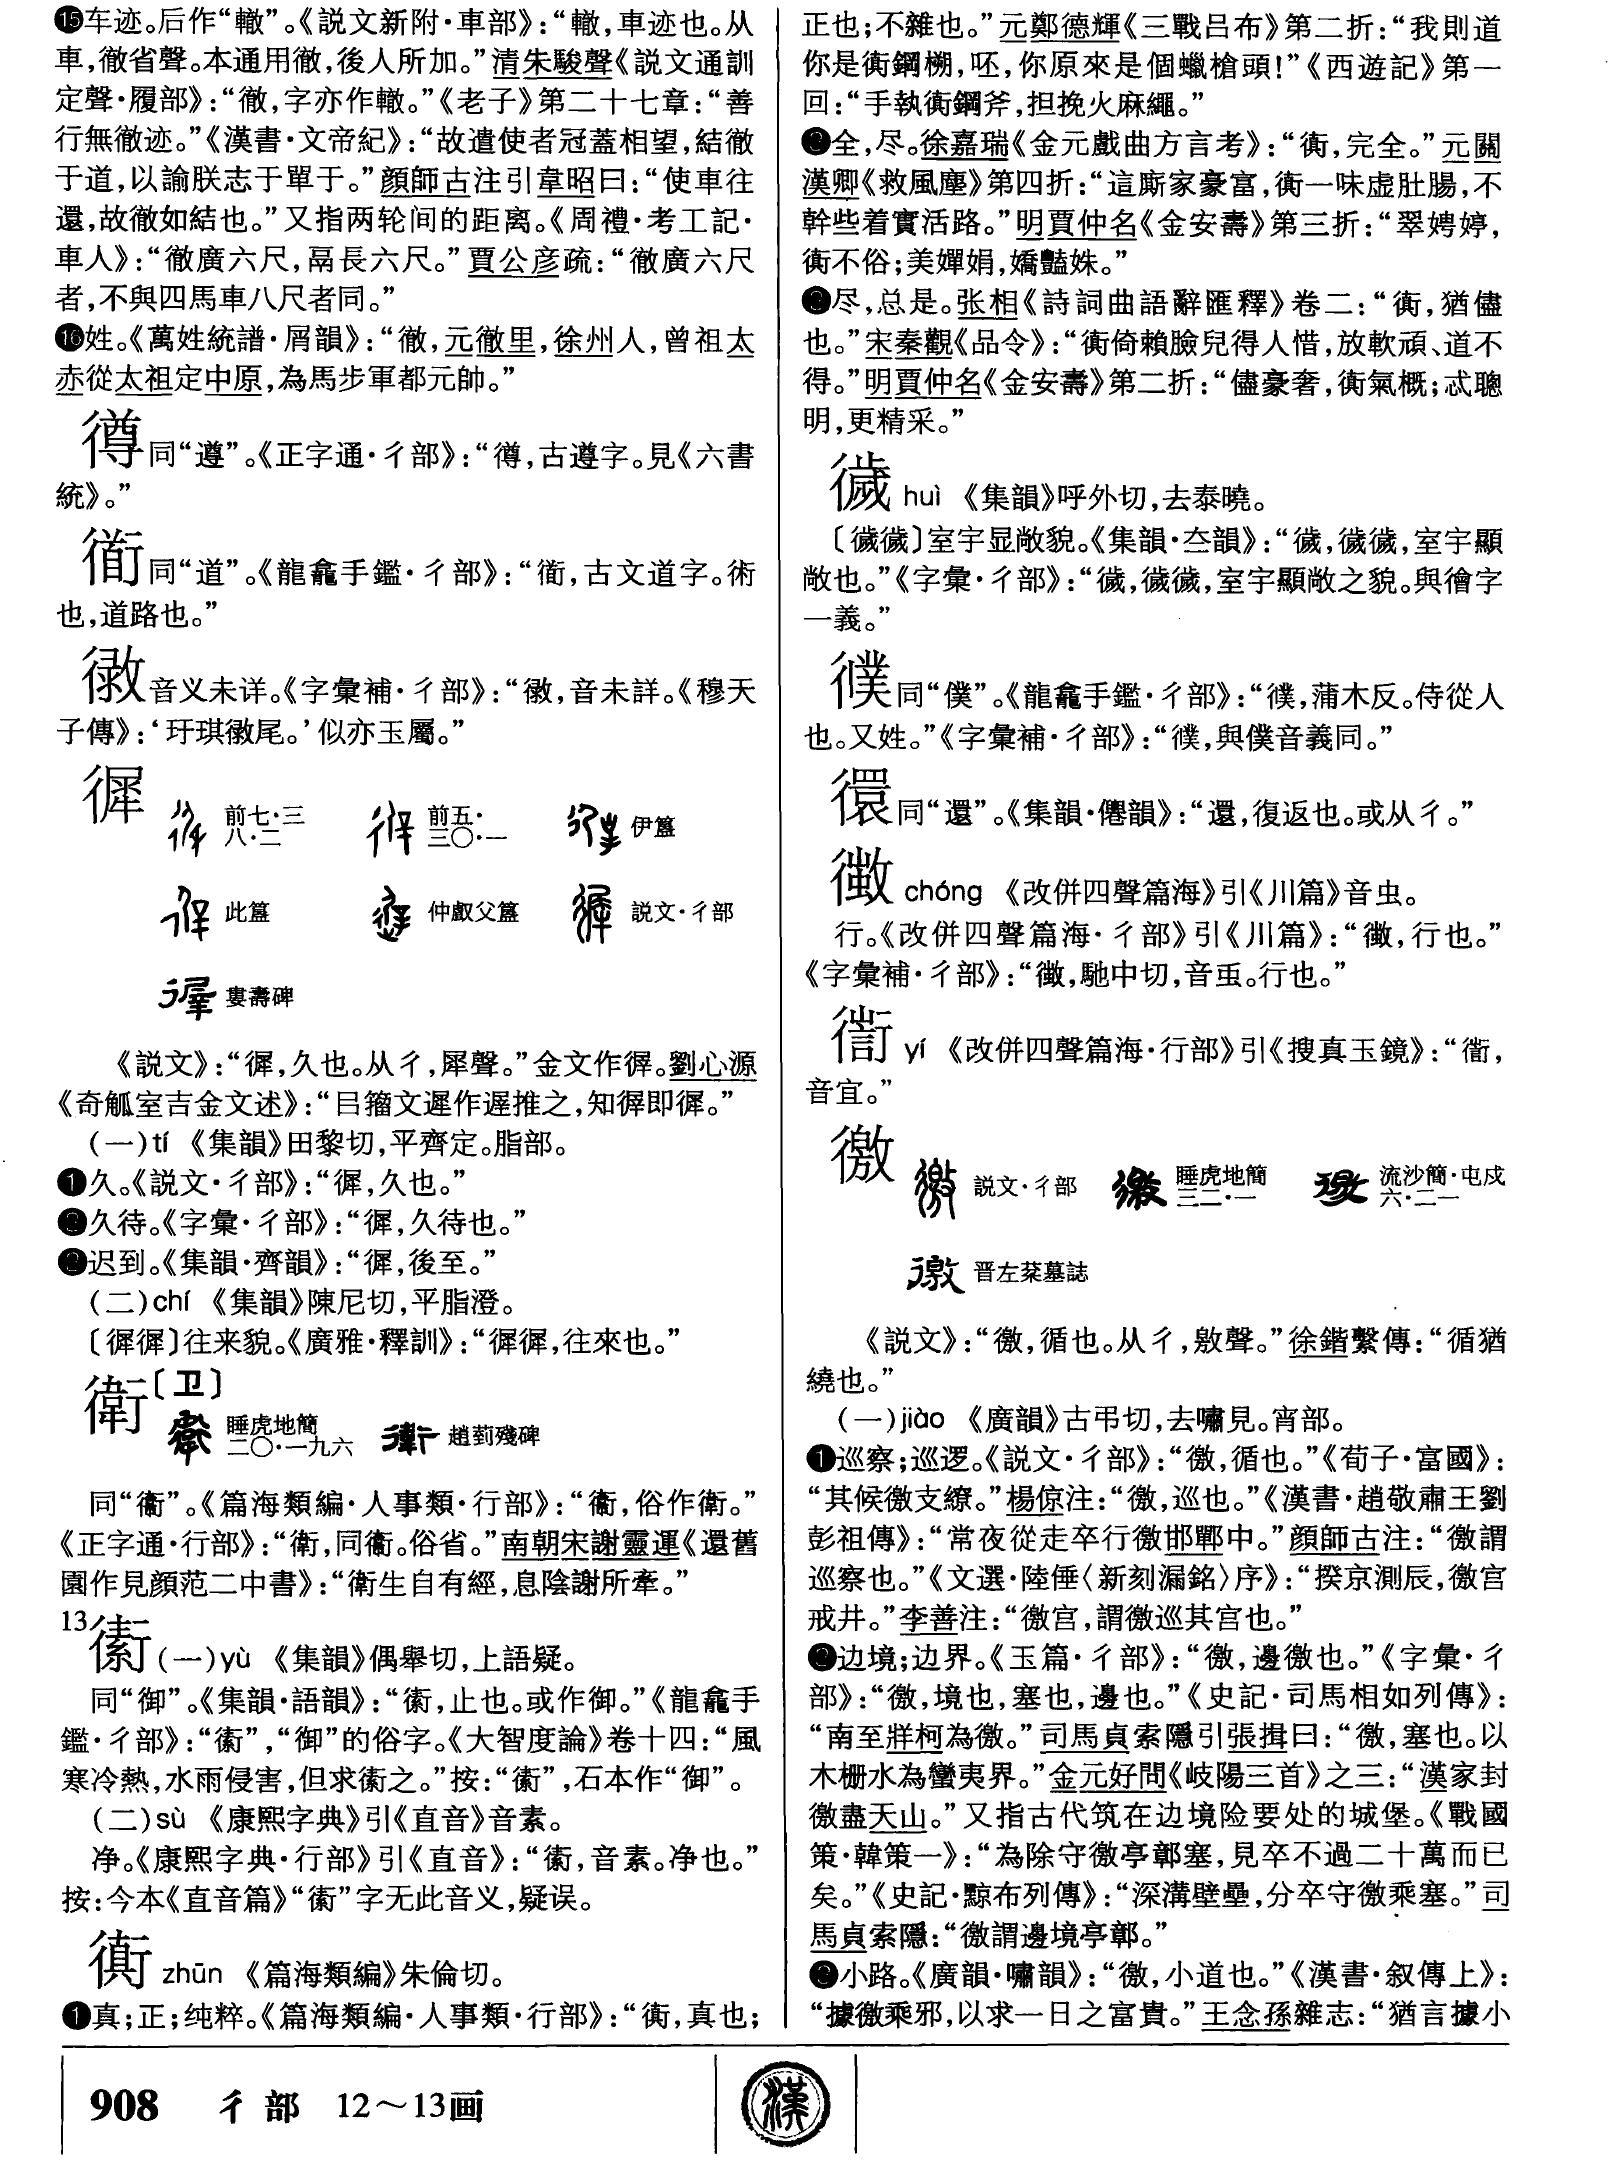 ⓯车迹。后作“轍”。《説文新附·車部》：“轍，車迹也。从
車，徹省聲。本通用徹，後人所加。”清朱駿聲《説文通訓
定聲·履部》：“徹，字亦作轍。”《老子》第二十七章：“善
行無徹迹。”《漢書·文帝紀》：“故遣使者冠蓋相望，結徹
于道，以諭朕志于單于。”顔師古注引韋昭曰：“使車往
還，故徹如結也。”又指两轮间的距离。《周禮·考工記·
車人》：“徹廣六尺，鬲長六尺。”賈公彦疏：“徹廣六尺
者，不與四馬車八尺者同。”
⓰姓。《萬姓統譜·屑韻》：“徹，元徹里，徐州人，曾祖太
赤從太祖定中原，為馬步軍都元帥。”
同“遵”。《正字通·彳部》：“，古遵字。見《六書
統》。”
衜同“道”。《龍龕手鑑·彳部》：“衜，古文道字。術
也，道路也。”
音义未详。《字彙補·彳部》：“，音未詳。《穆天
子傳》：‘玗琪尾。’似亦玉屬。”
徲
前七·三八·二 前五·三〇·一 伊簋
此簋 仲𠭯父簋 説文·彳部
婁壽碑
《説文》：“徲，久也。从彳，犀聲。”金文作。劉心源
《奇觚室吉金文述》：“㠯籀文遲作遟推之，知即徲。”
（一）tí 《集韻》田黎切，平齊定。脂部。
❶久。《説文·彳部》：“徲，久也。”
❷久待。《字彙·彳部》：“徲，久待也。”
❸迟到。《集韻·齊韻》：“徲，後至。”
（二）chí 《集韻》陳尼切，平脂澄。
〔徲徲〕往来貌。《廣雅·釋訓》：“徲徲，往來也。”
衛〔卫〕
睡虎地簡二〇·一九六 趙菿殘碑
同“衞”。《篇海類編·人事類·行部》：“衞，俗作衛。”
《正字通·行部》：“衛，同衞。俗省。”南朝宋謝靈運《還舊
園作見顔范二中書》：“衛生自有經，息陰謝所牽。”
13
（一）yù 《集韻》偶舉切，上語疑。
同“御”。《集韻·語韻》：“，止也。或作御。”《龍龕手
鑑·彳部》：“”，“御”的俗字。《大智度論》卷十四：“風
寒冷熱，水雨侵害，但求之。”按：“”，石本作“御”。
（二）sù 《康熙字典》引《直音》音素。
净。《康熙字典·行部》引《直音》：“，音素。净也。”
按：今本《直音篇》“”字无此音义，疑误。
衠 zhūn 《篇海類編》朱倫切。
❶真；正；纯粹。《篇海類編·人事類·行部》：“衠，真也；
正也；不雜也。”元鄭德輝《三戰吕布》第二折：“我則道
你是衠鋼槊，呸，你原來是個蠟槍頭！”《西遊記》第一
回：“手執衠鋼斧，担挽火麻繩。”
❷全，尽。徐嘉瑞《金元戲曲方言考》：“衠，完全。”元關
漢卿《救風塵》第四折：“這廝家豪富，衠一味虚肚腸，不
幹些着實活路。”明賈仲名《金安壽》第三折：“翠娉婷，
衠不俗；美嬋娟，嬌豔姝。”
❸尽，总是。张相《詩詞曲語辭匯釋》卷二：“衠，猶儘
也。”宋秦觀《品令》：“衠倚賴臉兒得人惜，放軟頑、道不
得。”明賈仲名《金安壽》第二折：“儘豪奢，衠氣概；忒聰
明，更精采。”
huì 《集韻》呼外切，去泰曉。
〔〕室宇显敞貌。《集韻·夳韻》：“，，室宇顯
敞也。”《字彙·彳部》：“，，室宇顯敞之貌。與㣛字
一義。”
㒒同“僕”。《龍龕手鑑·彳部》：“，蒲木反。侍從人
也。又姓。”《字彙補·彳部》：“，與僕音義同。”
同“還”。《集韻·僊韻》：“還，復返也。或从彳。”
chóng 《改併四聲篇海》引《川篇》音虫。
行。《改併四聲篇海·彳部》引《川篇》：“，行也。”
《字彙補·彳部》：“，馳中切，音䖝。行也。”
yí 《改併四聲篇海·行部》引《搜真玉鏡》：“，
音宜。”
徼
説文·彳部 睡虎地簡三二·一 流沙簡·屯戍六·二一
晋左棻墓誌
《説文》：“徼，循也。从彳，敫聲。”徐鍇繫傳：“循猶
繞也。”
（一）jiào 《廣韻》古弔切，去嘯見。宵部。
❶巡察；巡逻。《説文·彳部》：“徼，循也。”《荀子·富國》：
“其候徼支繚。”楊倞注：“徼，巡也。”《漢書·趙敬肅王劉
彭祖傳》：“常夜從走卒行徼邯鄲中。”顔師古注：“徼謂
巡察也。”《文選·陸倕〈新刻漏銘〉序》：“揆京測辰，徼宫
戒井。”李善注：“徼宫，謂徼巡其宫也。”
❷边境；边界。《玉篇·彳部》：“徼，邊徼也。”《字彙·彳
部》：“徼，境也，塞也，邊也。”《史記·司馬相如列傳》：
“南至牂柯為徼。”司馬貞索隱引張揖曰：“徼，塞也。以
木栅水為蠻夷界。”金元好問《岐陽三首》之三：“漢家封
徼盡天山。”又指古代筑在边境险要处的城堡。《戰國
策·韓策一》：“為除守徼亭鄣塞，見卒不過二十萬而已
矣。”《史記·黥布列傳》：“深溝壁壘，分卒守徼乘塞。”司
馬貞索隱：“徼謂邊境亭鄣。”
❸小路。《廣韻·嘯韻》：“徼，小道也。”《漢書·叙傳上》：
“據徼乘邪，以求一日之富貴。”王念孫雜志：“猶言據小
908 彳部 12～13画
漢